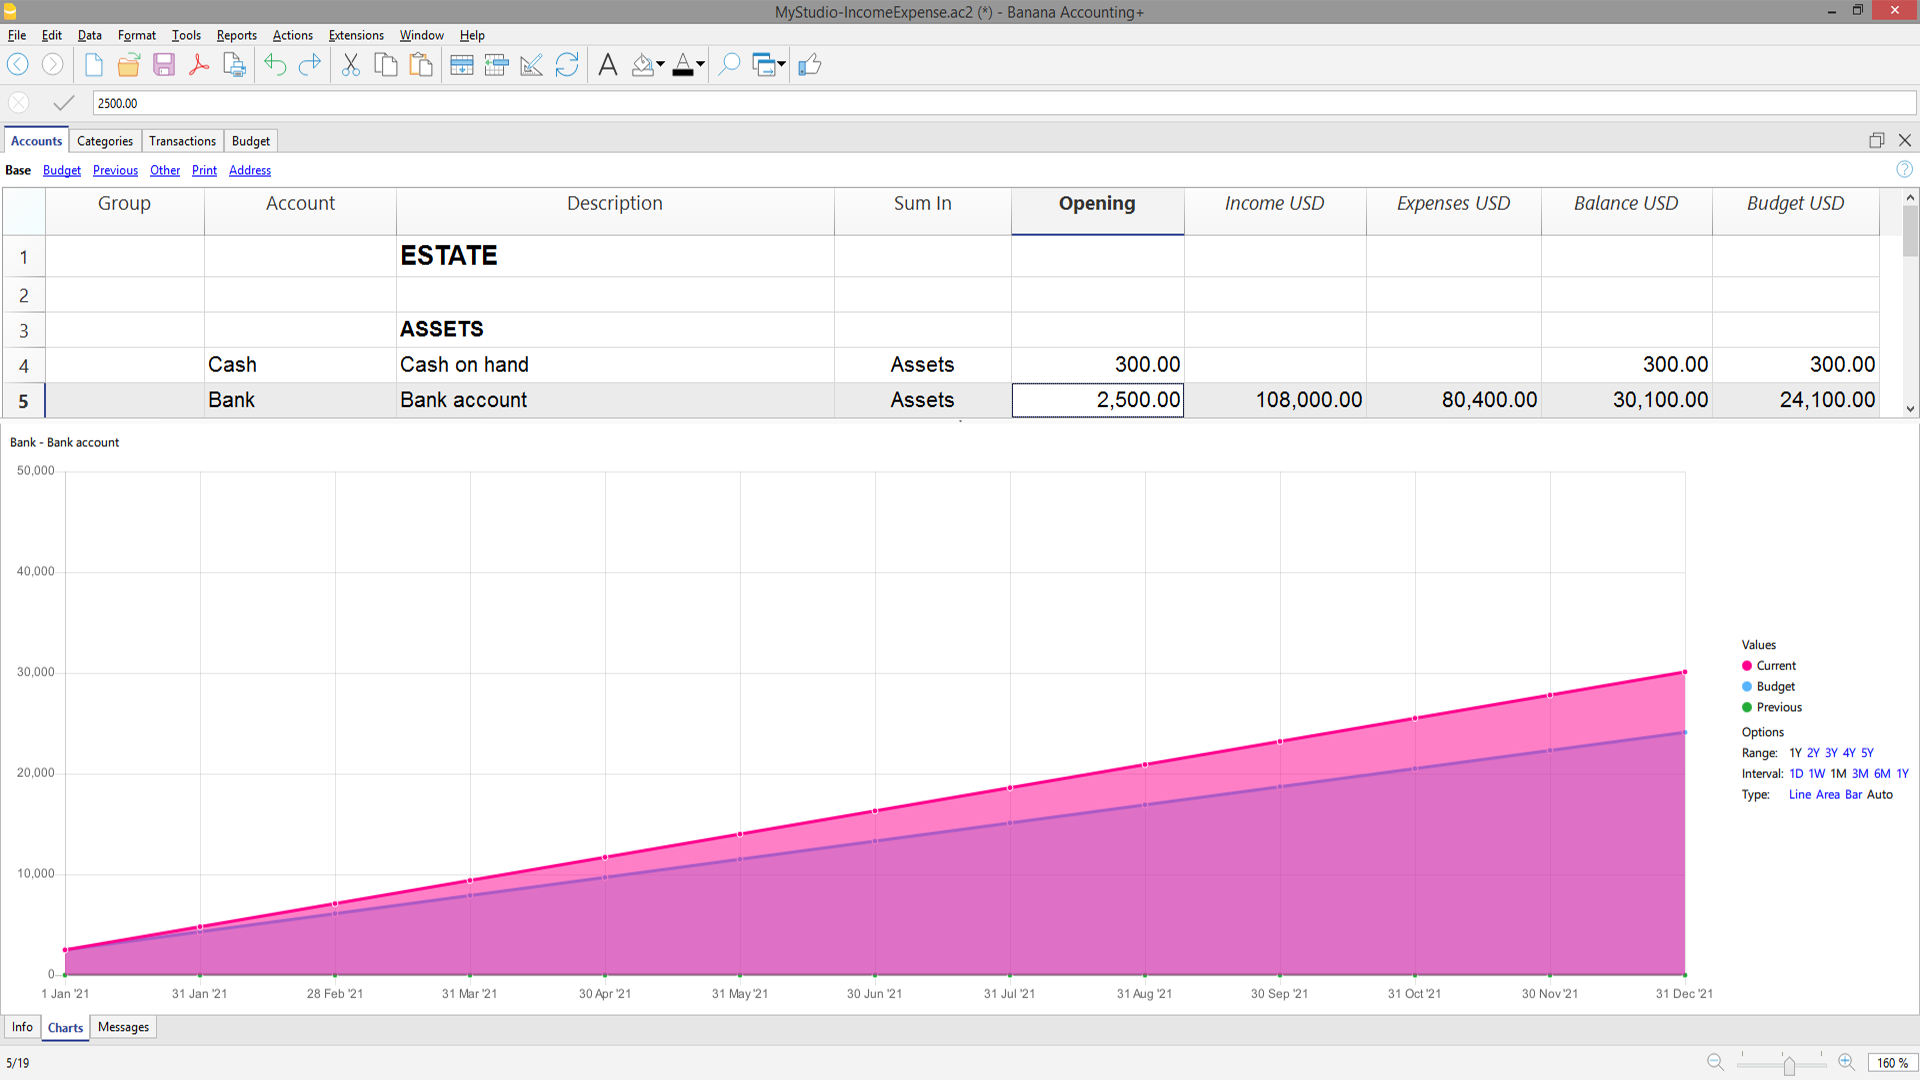 MyStudio-IncomeExpense.ac2 (*) - Banana Accounting+
File Edit Data Format Tools Reports Actions Extensions Window Help
2500.00
Accounts Categories Transactions Budget
Base Budget Previous Other Print Address
Group Account Description Sum In Opening Income USD Expenses USD Balance USD Budget USD
1 ESTATE
2
3 ASSETS
4 Cash Cash on hand Assets 300.00 300.00 300.00
5 Bank Bank account Assets 2,500.00 108,000.00 80,400.00 30,100.00 24,100.00
Bank - Bank account
50,000
40,000
30,000
20,000
10,000
0
1 Jan '21 31 Jan '21 28 Feb '21 31 Mar '21 30 Apr '21 31 May '21 30 Jun '21 31 Jul '21 31 Aug '21 30 Sep '21 31 Oct '21 30 Nov '21 31 Dec '21
Values
Current
Budget
Previous
Options
Range: 1Y 2Y 3Y 4Y 5Y
Interval: 1D 1W 1M 3M 6M 1Y
Type: Line Area Bar Auto
Info Charts Messages
5/19
160 %